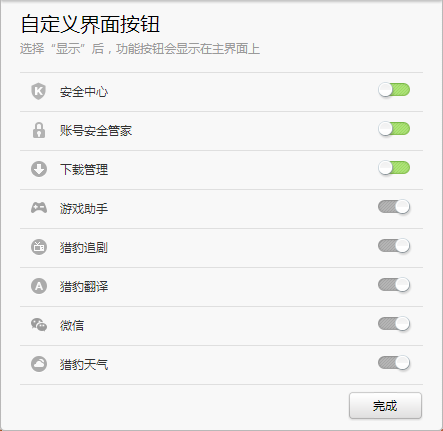 自定义界面按钮
选择“显示”后，功能按钮会显示在主界面上
安全中心
账号安全管家
下载管理
游戏助手
猎豹追剧
猎豹翻译
微信
猎豹天气
完成